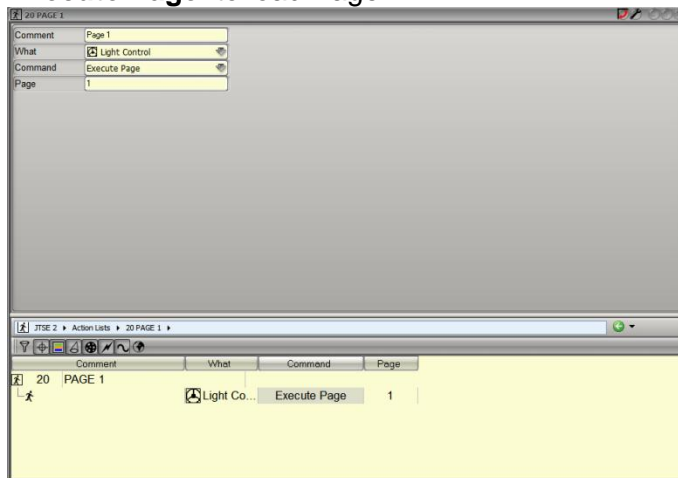 20 PAGE 1
Comment Page 1
What Light Control
Command Execute Page
Page 1
JTSE 2 Action Lists 20 PAGE 1
Comment What Command Page
20 PAGE 1
Light Co... Execute Page 1